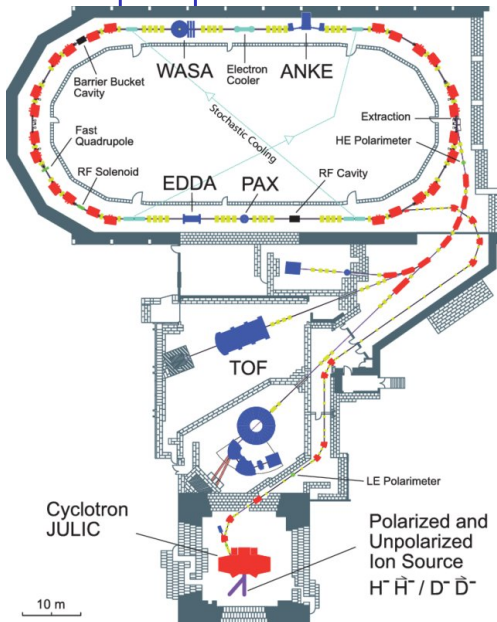 WASA
Electron
Cooler
ANKE
Barrier Bucket
Cavity
Extraction
Stochastic Cooling
Fast
Quadrupole
HE Polarimeter
RF Solenoid
EDDA
PAX
RF Cavity
TOF
LE Polarimeter
Cyclotron
JULIC
Polarized and
Unpolarized
Ion Source
H⁻ H⃗⁻ / D⁻ D⃗⁻
10 m